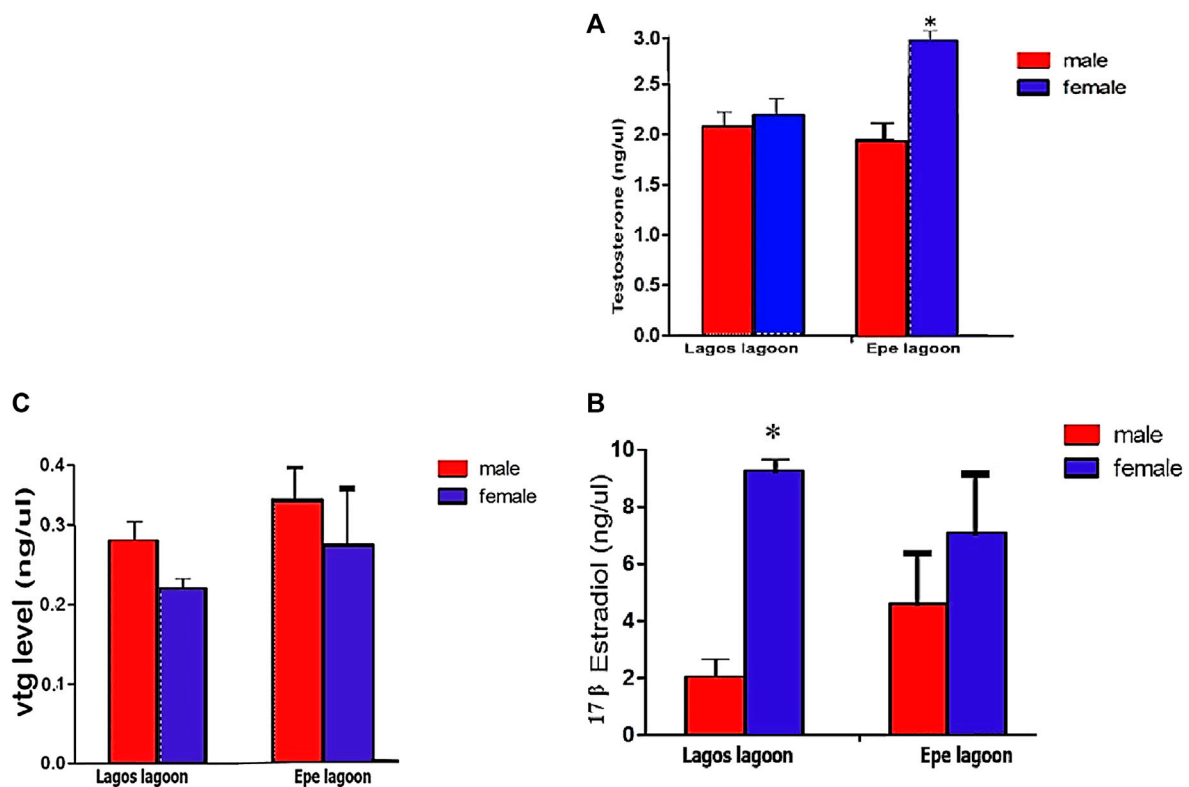 A
*
3.0
2.5
2.0
1.5
1.0
0.5
0.0
Testosterone (ng/ul)
male
female
Lagos lagoon
Epe lagoon
C
0.4
0.3
0.2
0.1
0.0
vtg level (ng/ul)
male
female
Lagos lagoon
Epe lagoon
B
*
10
8
6
4
2
0
17 β Estradiol (ng/ul)
male
female
Lagos lagoon
Epe lagoon